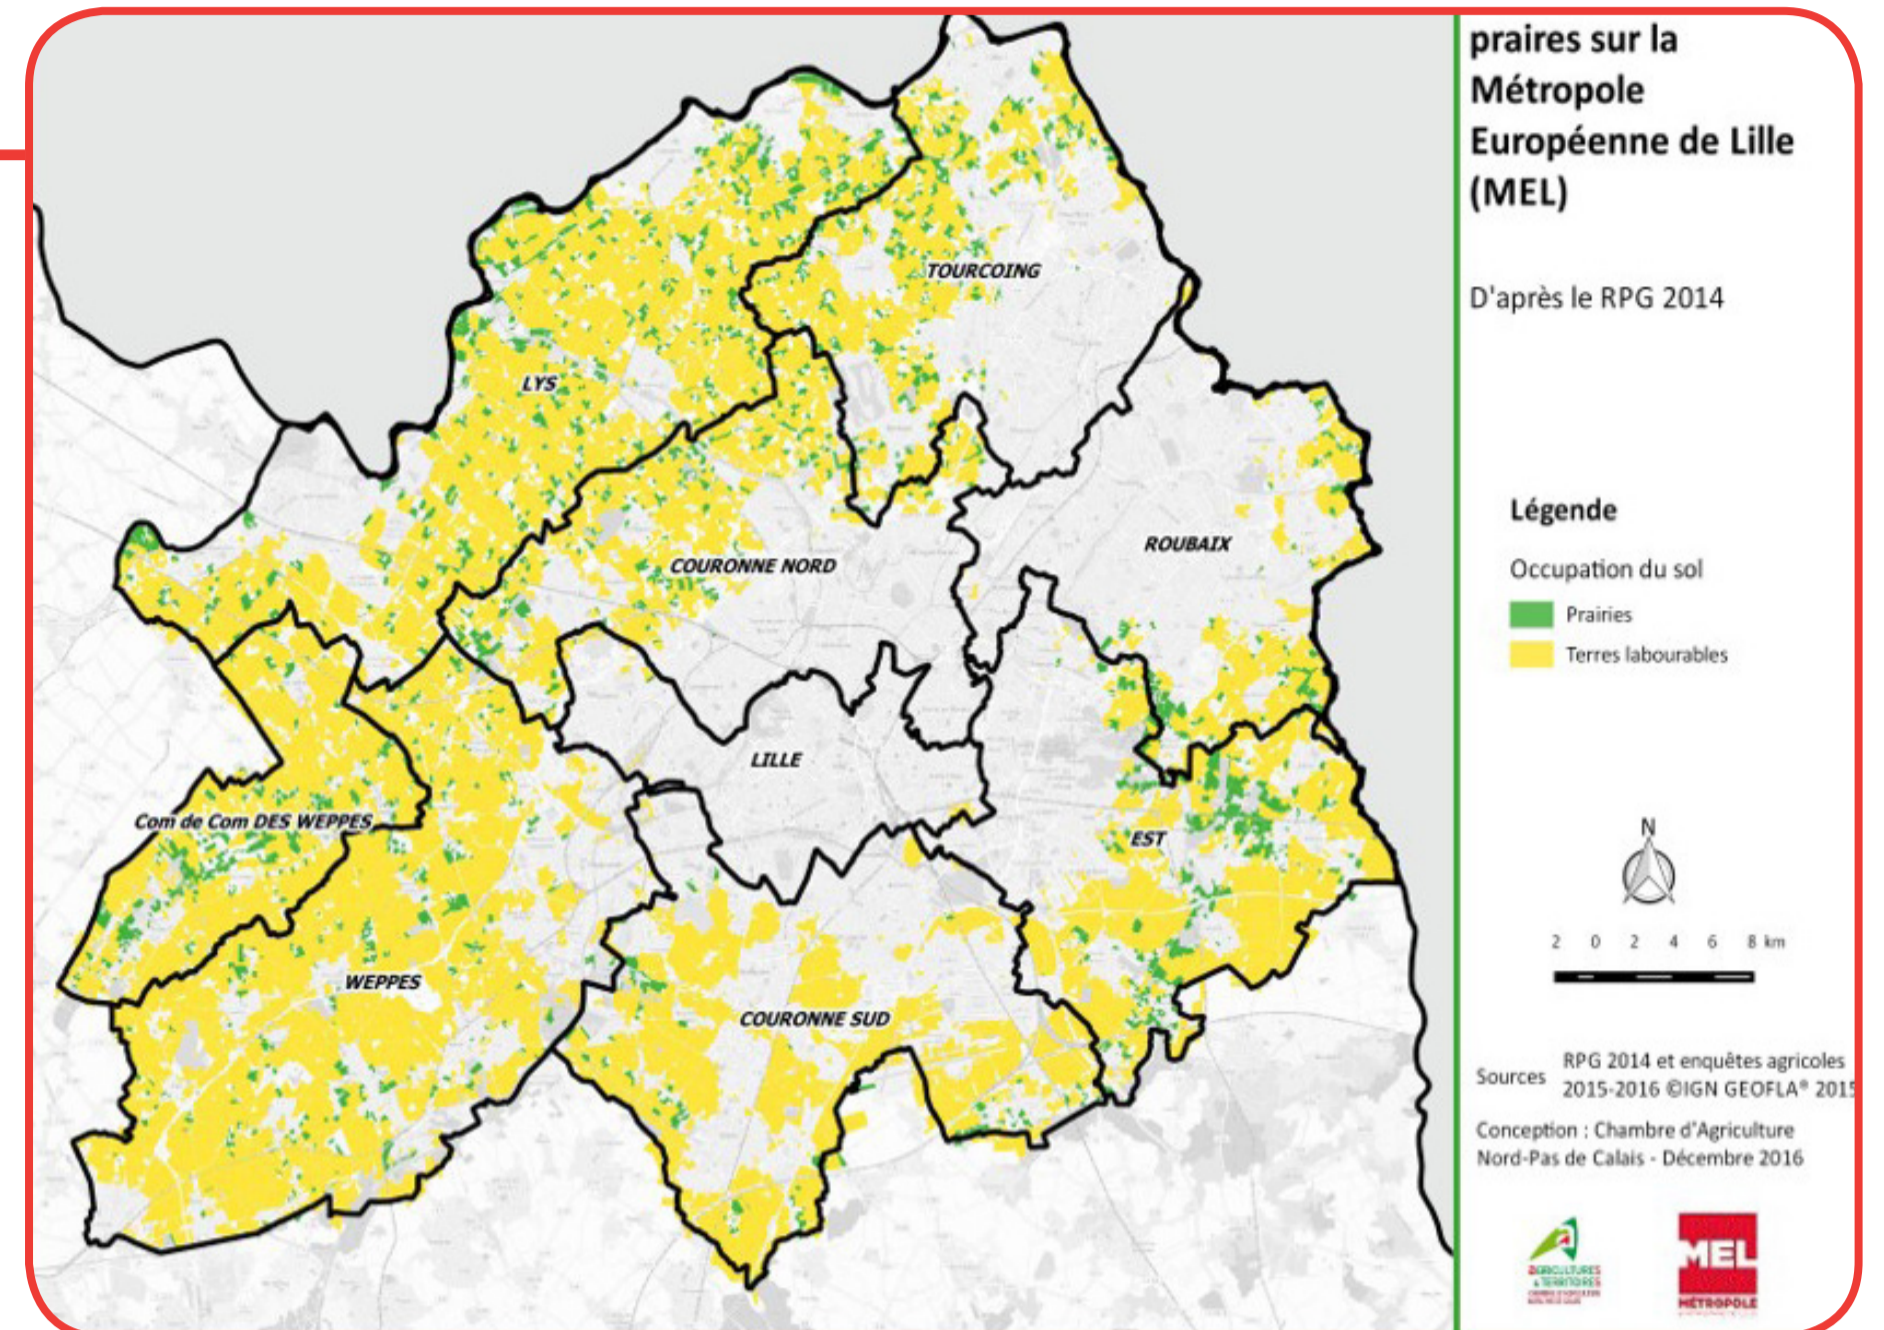 praires sur la
Métropole
Européenne de Lille
(MEL)
D'après le RPG 2014
TOURCOING
LYS
ROUBAIX
COURONNE NORD
LILLE
Com de Com DES WEPPES
EST
WEPPES
COURONNE SUD
Légende
Occupation du sol
Prairies
Terres labourables
N
2 0 2 4 6 8 km
Sources RPG 2014 et enquêtes agricoles
2015-2016 ©IGN GEOFLA® 2015
Conception : Chambre d'Agriculture
Nord-Pas de Calais - Décembre 2016
AGRICULTURES
& TERRITOIRES
MEL
MÉTROPOLE